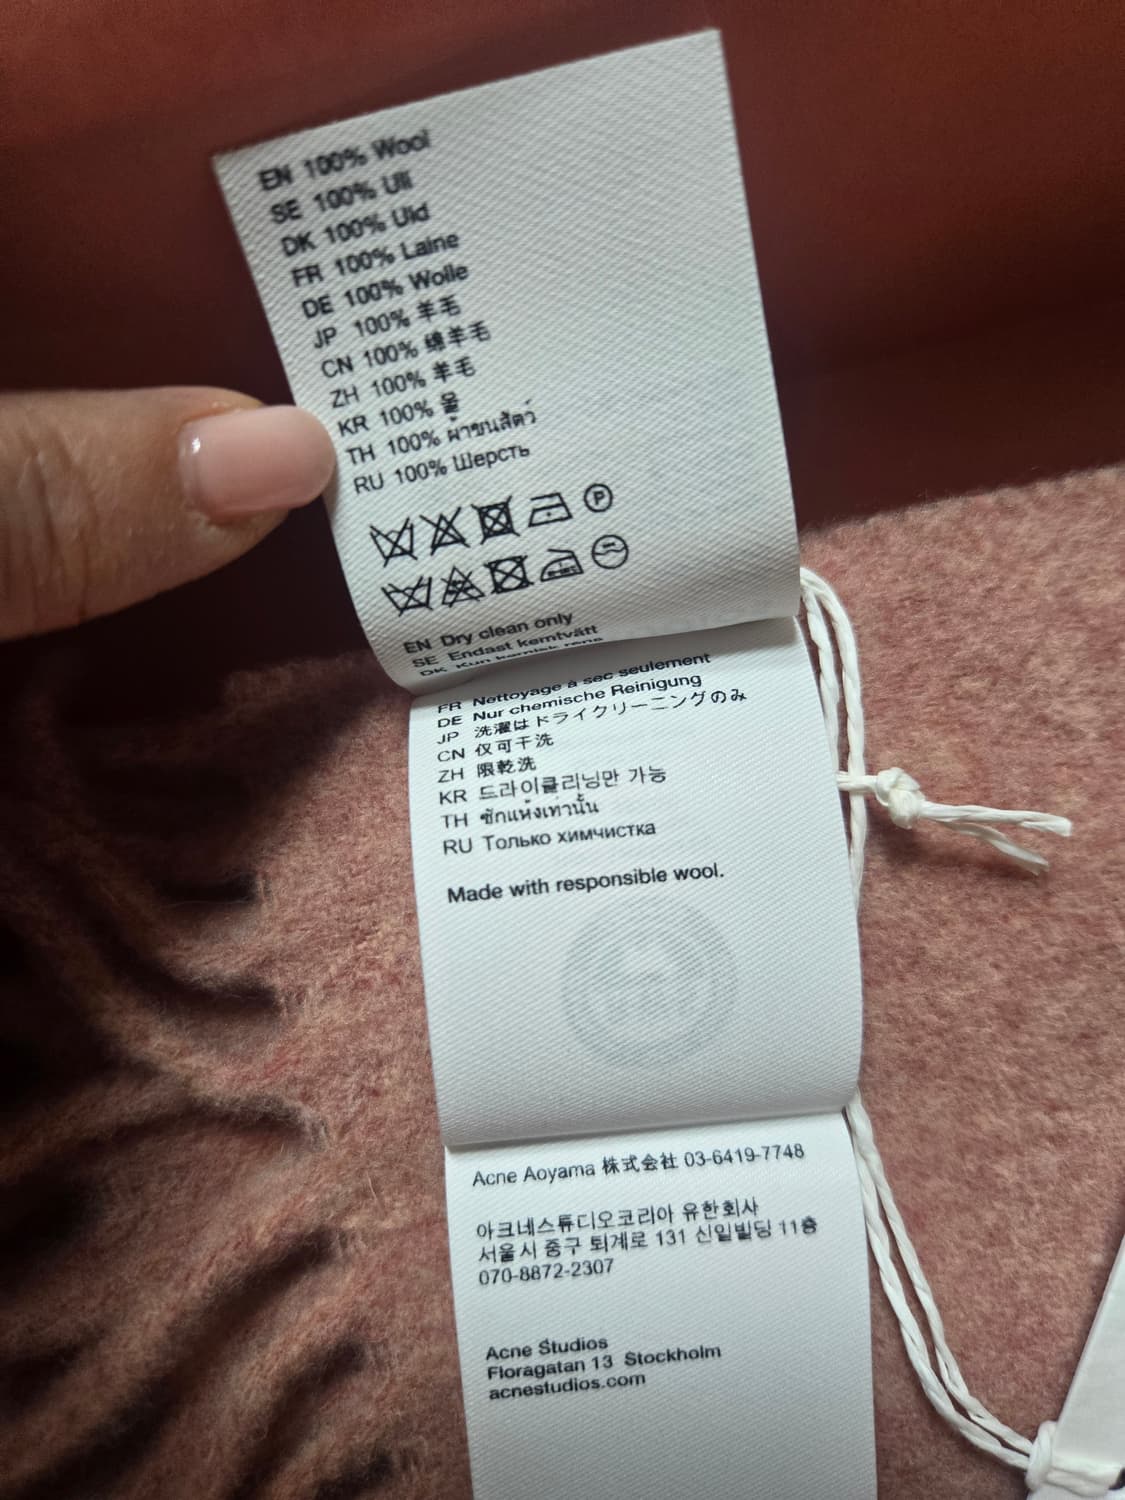 EN 100% Wool
SE 100% Ull
DK 100% Uld
FR 100% Laine
DE 100% Wolle
JP 100% 羊毛
CN 100% 绵羊毛
ZH 100% 羊毛
KR 100% 울
TH 100% ผ้าขนสัตว์
RU 100% Шерсть
P
EN Dry clean only
SE Endast kemtvätt
DK Kun kemisk rens
FR Nettoyage à sec seulement
DE Nur chemische Reinigung
JP 洗濯はドライクリーニングのみ
CN 仅可干洗
ZH 限乾洗
KR 드라이클리닝만 가능
TH ซักแห้งเท่านั้น
RU Только химчистка
Made with responsible wool.
Acne Aoyama 株式会社 03-6419-7748
아크네스튜디오코리아 유한회사
서울시 중구 퇴계로 131 신일빌딩 11층
070-8872-2307
Acne Studios
Floragatan 13 Stockholm
acnestudios.com